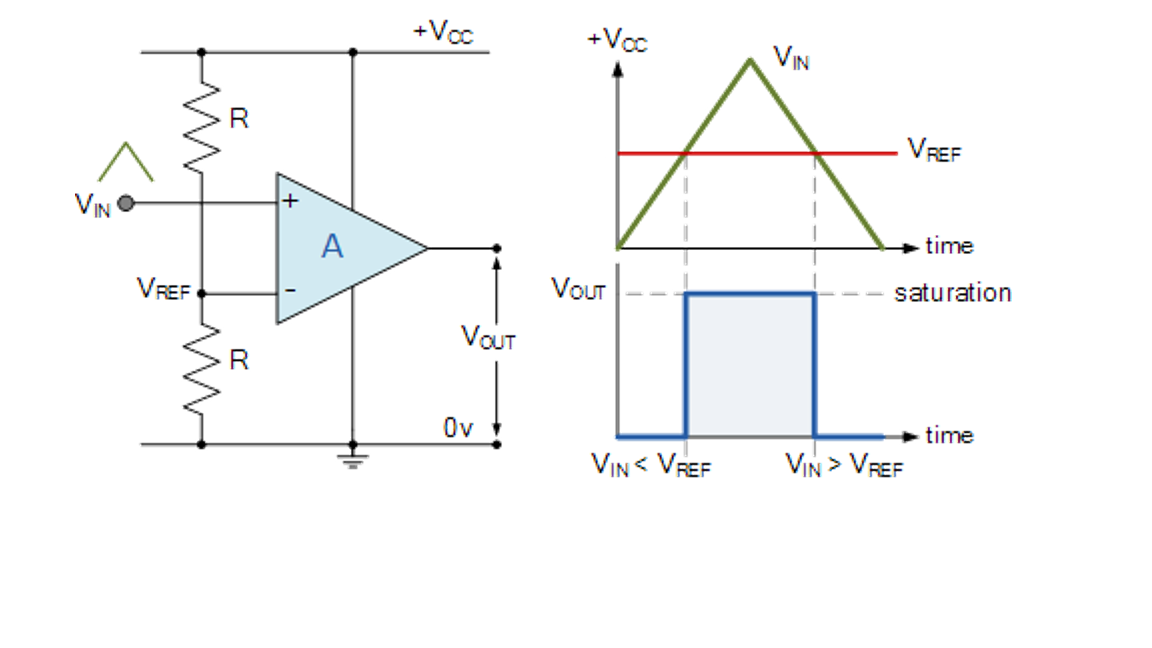 +VCC
R
VIN
+
A
VREF
-
VOUT
R
0v
+VCC
VIN
VREF
time
VOUT
saturation
time
VIN < VREF
VIN > VREF